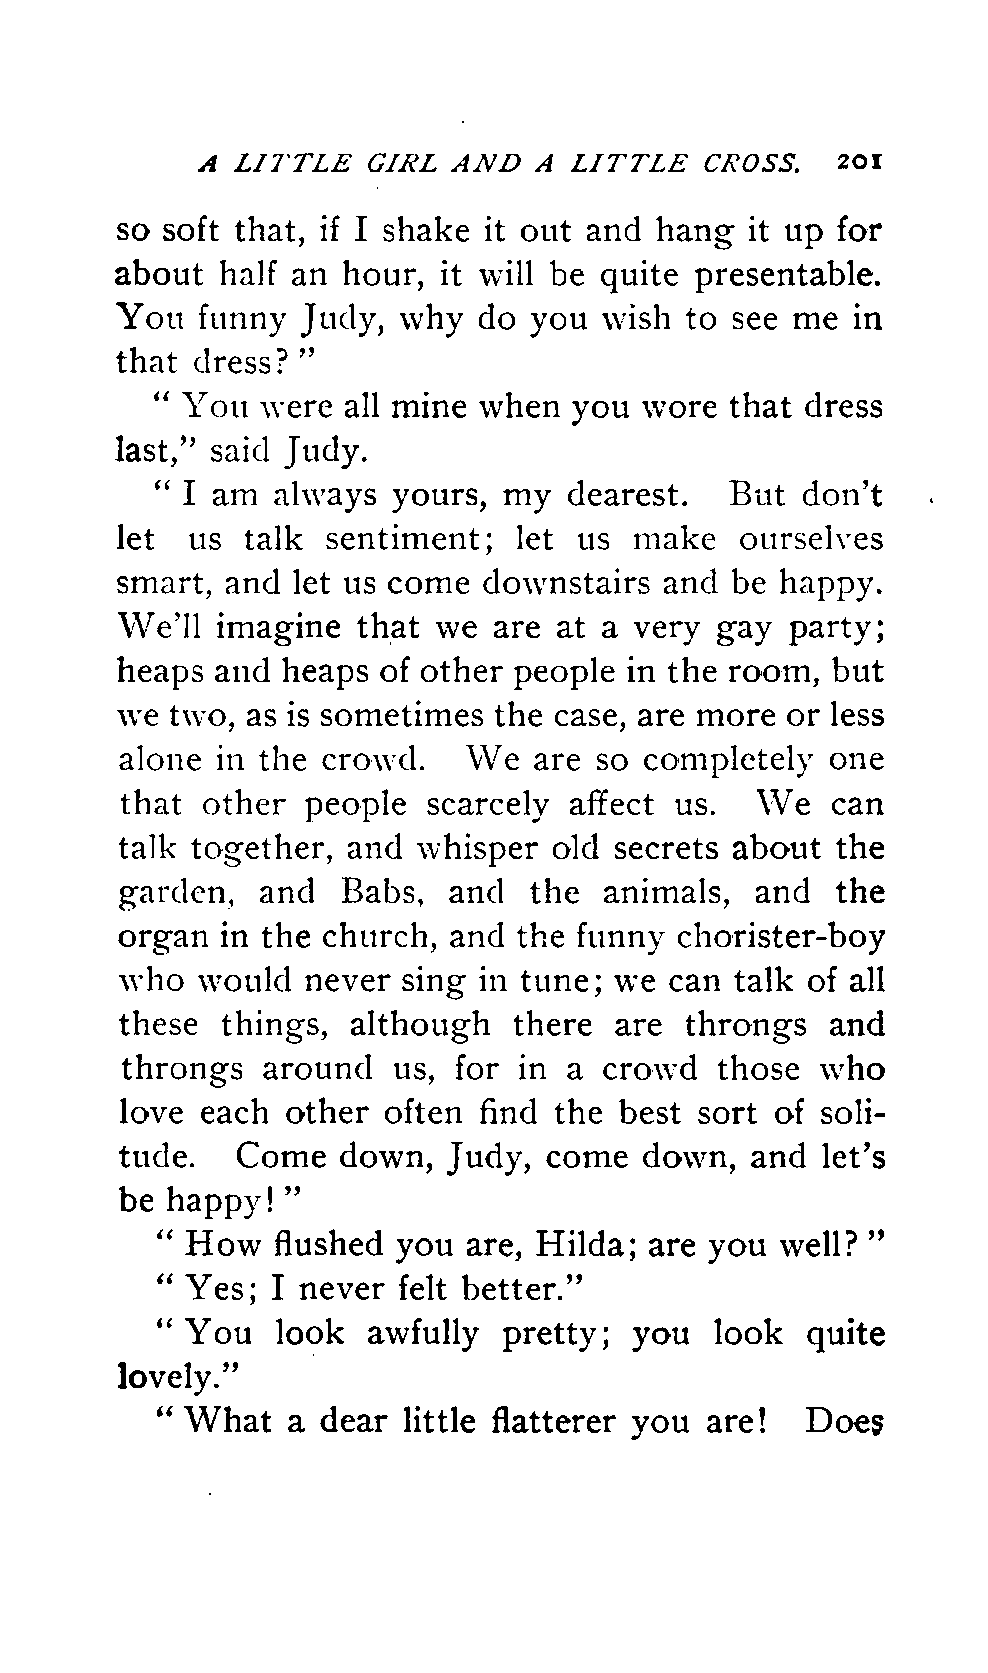 A LITTLE GIRL AND A LITTLE CROSS. 201
so soft that, if I shake it out and hang it up for
about half an hour, it will be quite presentable.
You funny Judy, why do you wish to see me in
that dress?"
"You were all mine when you wore that dress
last," said Judy.
"I am always yours, my dearest. But don't
let us talk sentiment; let us make ourselves
smart, and let us come downstairs and be happy.
We'll imagine that we are at a very gay party;
heaps and heaps of other people in the room, but
we two, as is sometimes the case, are more or less
alone in the crowd. We are so completely one
that other people scarcely affect us. We can
talk together, and whisper old secrets about the
garden, and Babs, and the animals, and the
organ in the church, and the funny chorister-boy
who would never sing in tune; we can talk of all
these things, although there are throngs and
throngs around us, for in a crowd those who
love each other often find the best sort of soli-
tude. Come down, Judy, come down, and let's
be happy!"
"How flushed you are, Hilda; are you well?"
"Yes; I never felt better."
"You look awfully pretty; you look quite
lovely."
"What a dear little flatterer you are! Does